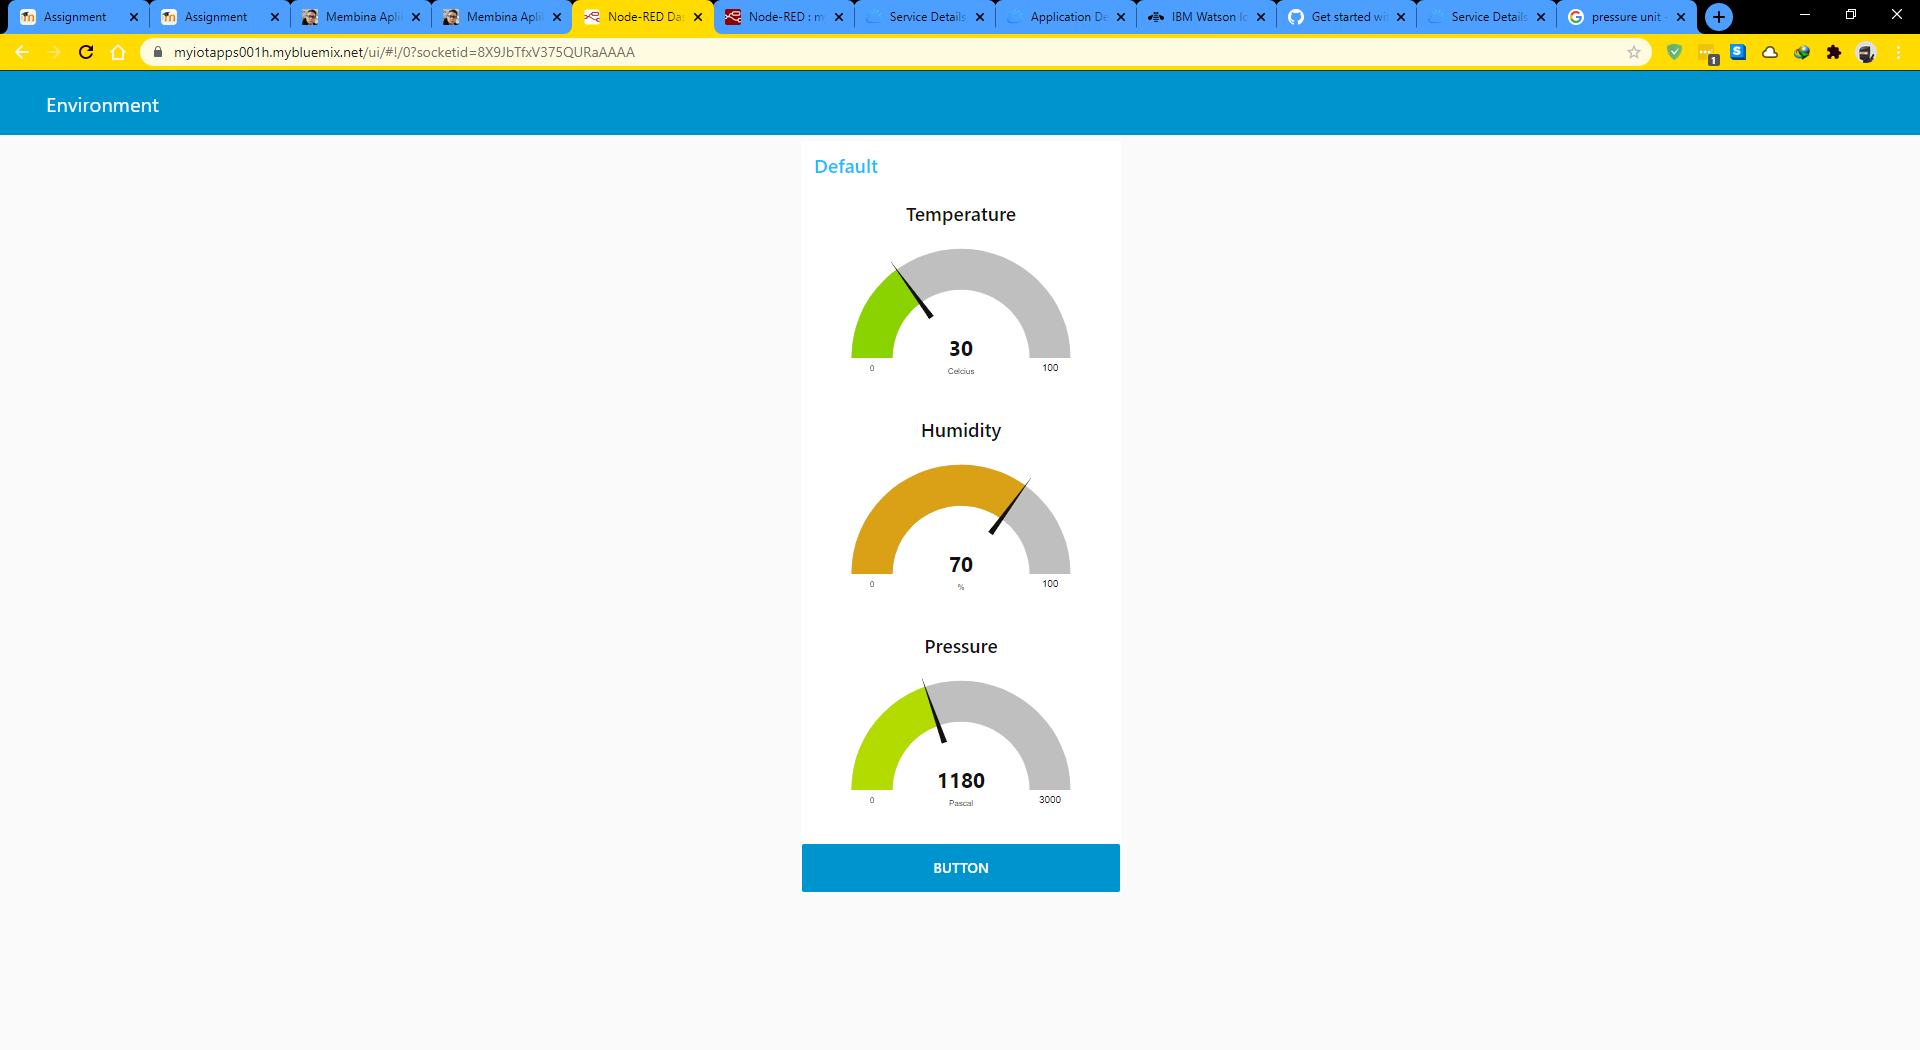 Assignment
Assignment
Membina Apli
Membina Apli
Node-RED Da
Node-RED : m
Service Details
Application De
IBM Watson Io
Get started wi
Service Details
pressure unit -
myiotapps001h.mybluemix.net/ui/#!/0?socketid=8X9JbTfxV375QURaAAAA
1
Environment
Default
Temperature
30
Celcius
0
100
Humidity
70
%
0
100
Pressure
1180
Pascal
0
3000
BUTTON